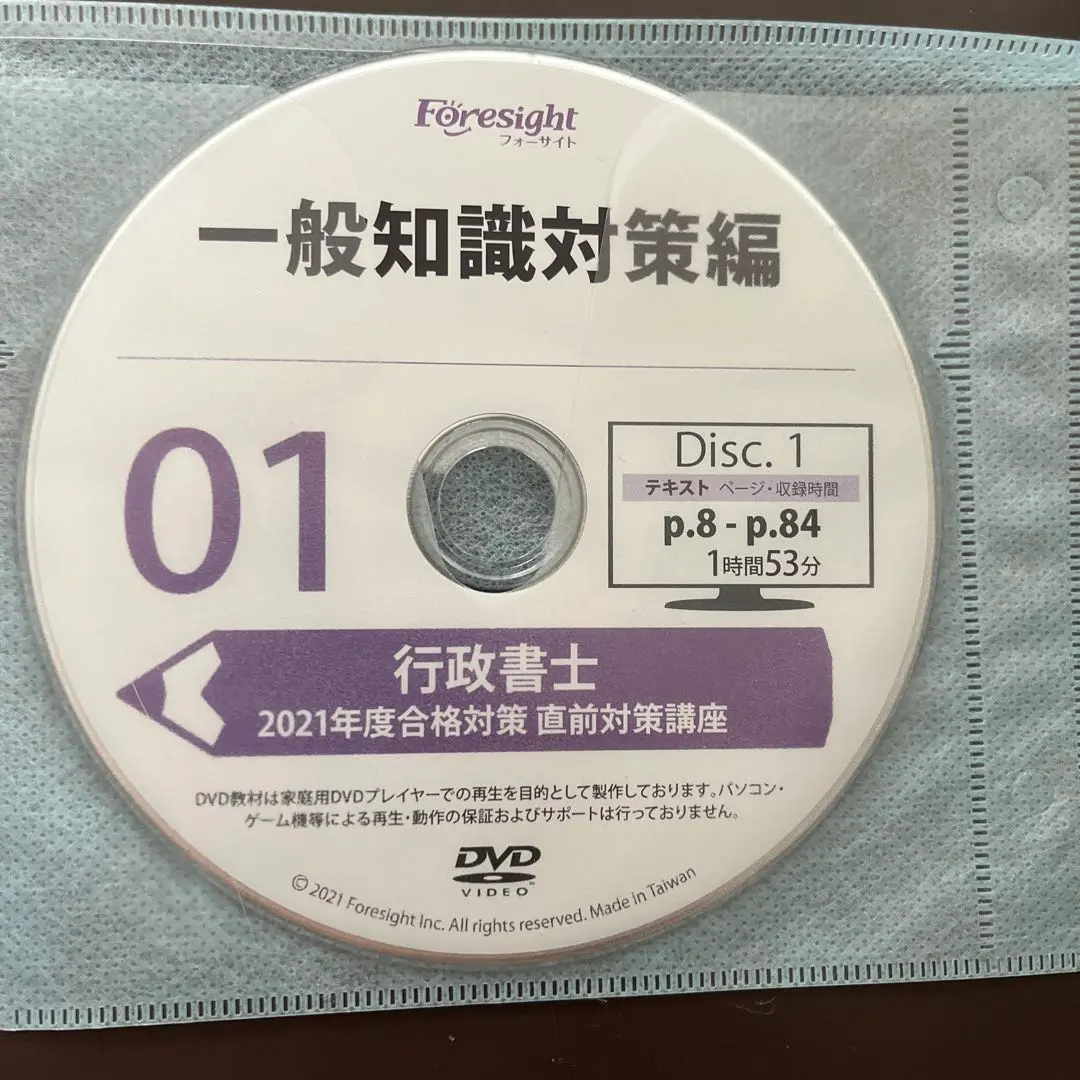 Foresight
フォーサイト
一般知識対策編
01
Disc. 1
テキスト ページ・収録時間
p.8 - p.84
1時間53分
行政書士
2021年度合格対策 直前対策講座
DVD教材は家庭用DVDプレイヤーでの再生を目的として製作しております。パソコン・
ゲーム機等による再生・動作の保証およびサポートは行っておりません。
DVD
VIDEO™
© 2021 Foresight Inc. All rights reserved. Made in Taiwan